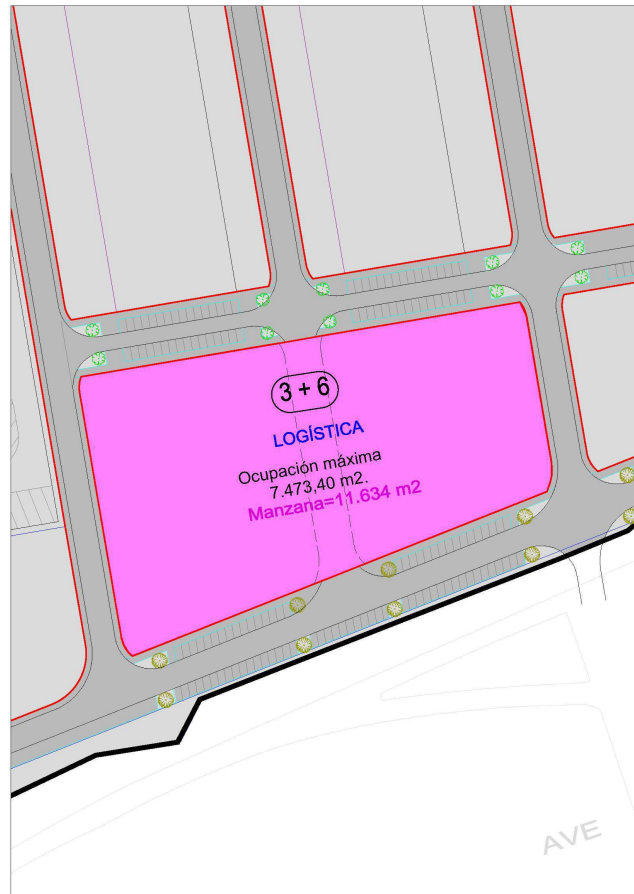 3 + 6
LOGÍSTICA
Ocupación máxima
7.473,40 m2.
Manzana=11.634 m2
AVE